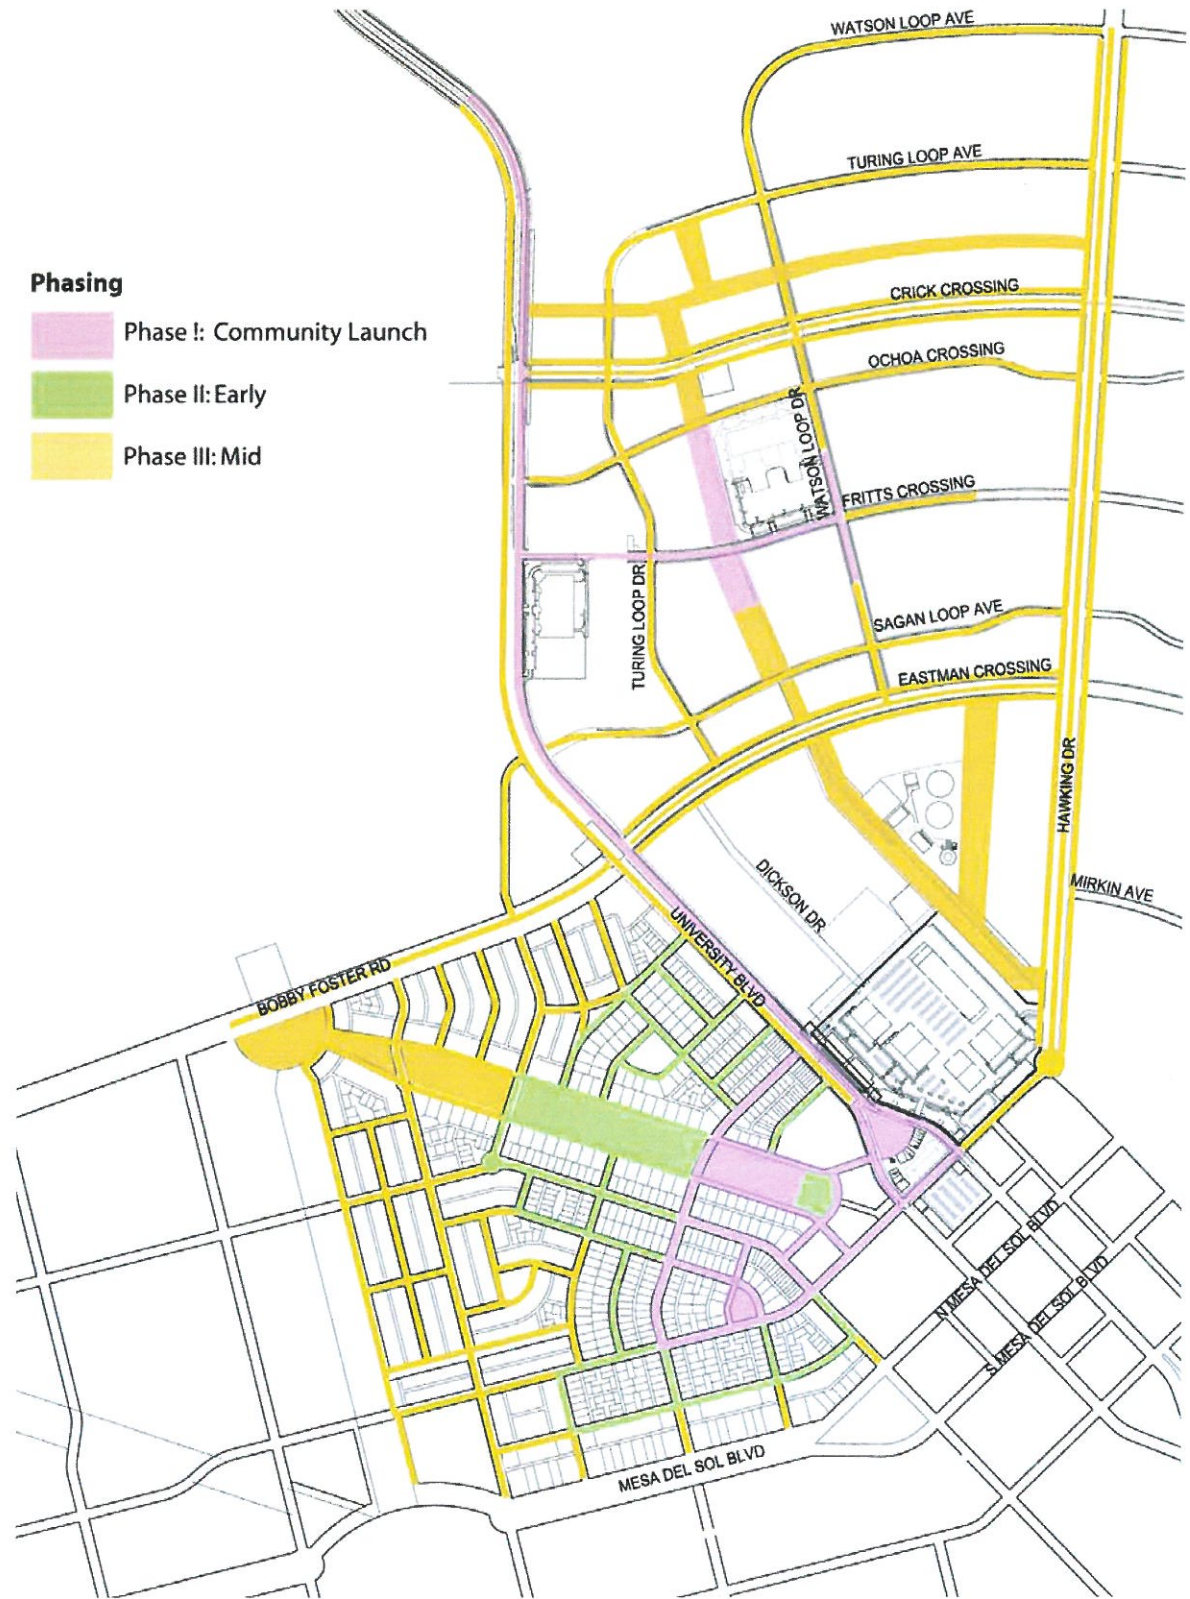 WATSON LOOP AVE
TURING LOOP AVE
Phasing
Phase !: Community Launch
Phase II: Early
Phase III: Mid
CRICK CROSSING
OCHOA CROSSING
WATSON LOOP DR
FRITTS CROSSING
TURING LOOP DR
SAGAN LOOP AVE
EASTMAN CROSSING
HAWKING DR
DICKSON DR
MIRKIN AVE
UNIVERSITY BLVD
BOBBY FOSTER RD
N MESA DEL SOL BLVD
S MESA DEL SOL BLVD
MESA DEL SOL BLVD